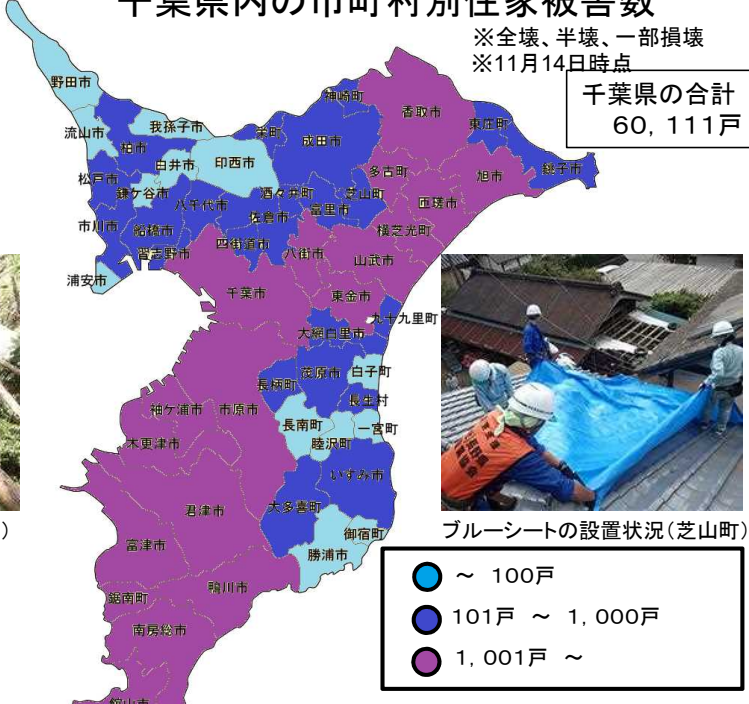 千葉県内の市町村別住家被害数
※全壊、半壊、一部損壊
※11月14日時点
千葉県の合計
60,111戸
野田市
流山市
我孫子市
柏市
白井市
印西市
栄町
成田市
神崎町
香取市
東庄町
銚子市
松戸市
鎌ケ谷市
八千代市
酒々井町
芝山町
多古町
旭市
匝瑳市
市川市
船橋市
佐倉市
富里市
横芝光町
習志野市
四街道市
八街市
山武市
浦安市
千葉市
東金市
九十九里町
大網白里市
長柄町
茂原市
白子町
長生村
袖ケ浦市
市原市
長南町
一宮町
睦沢町
木更津市
いすみ市
君津市
大多喜町
御宿町
富津市
勝浦市
鴨川市
鋸南町
南房総市
館山市
)
ブルーシートの設置状況(芝山町)
~ 100戸
101戸 ~ 1,000戸
1,001戸 ~